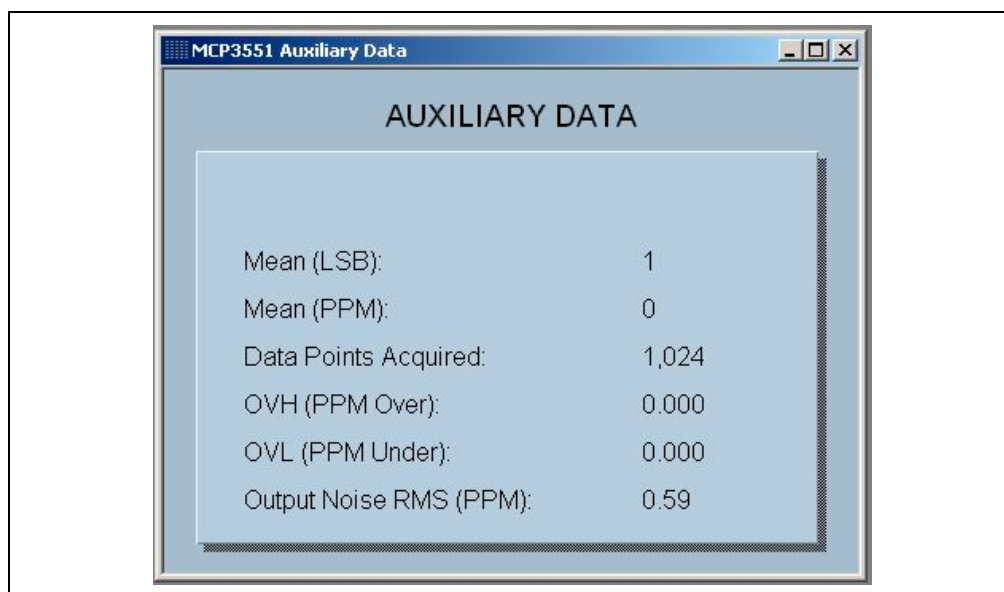 MCP3551 Auxiliary Data
AUXILIARY DATA
Mean (LSB): 1
Mean (PPM): 0
Data Points Acquired: 1,024
OVH (PPM Over): 0.000
OVL (PPM Under): 0.000
Output Noise RMS (PPM): 0.59